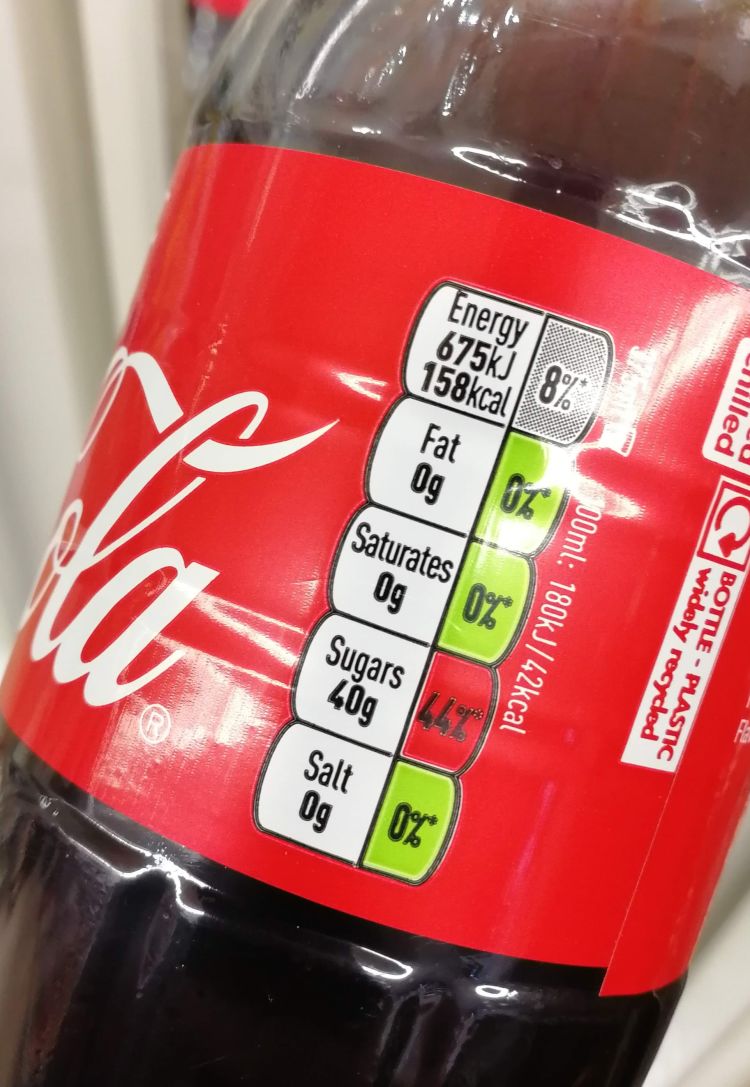 Cola
®
Energy
675kJ
158kcal
8%*
Fat
0g
0%*
Saturates
0g
0%*
Sugars
40g
44%*
Salt
0g
0%*
00ml: 180kJ/42kcal
chilled
BOTTLE - PLASTIC
widely recycled